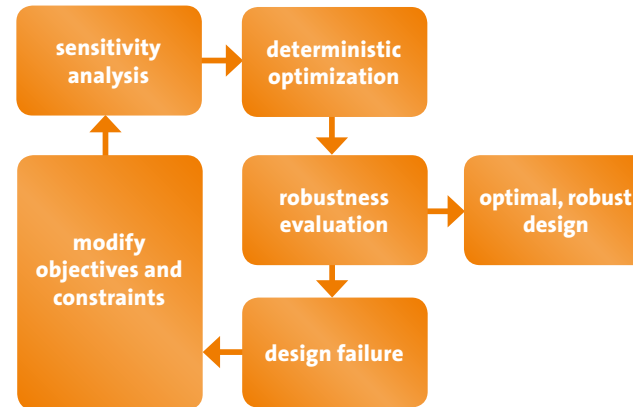 sensitivity
analysis
deterministic
optimization
robustness
evaluation
optimal, robust
design
modify
objectives and
constraints
design failure